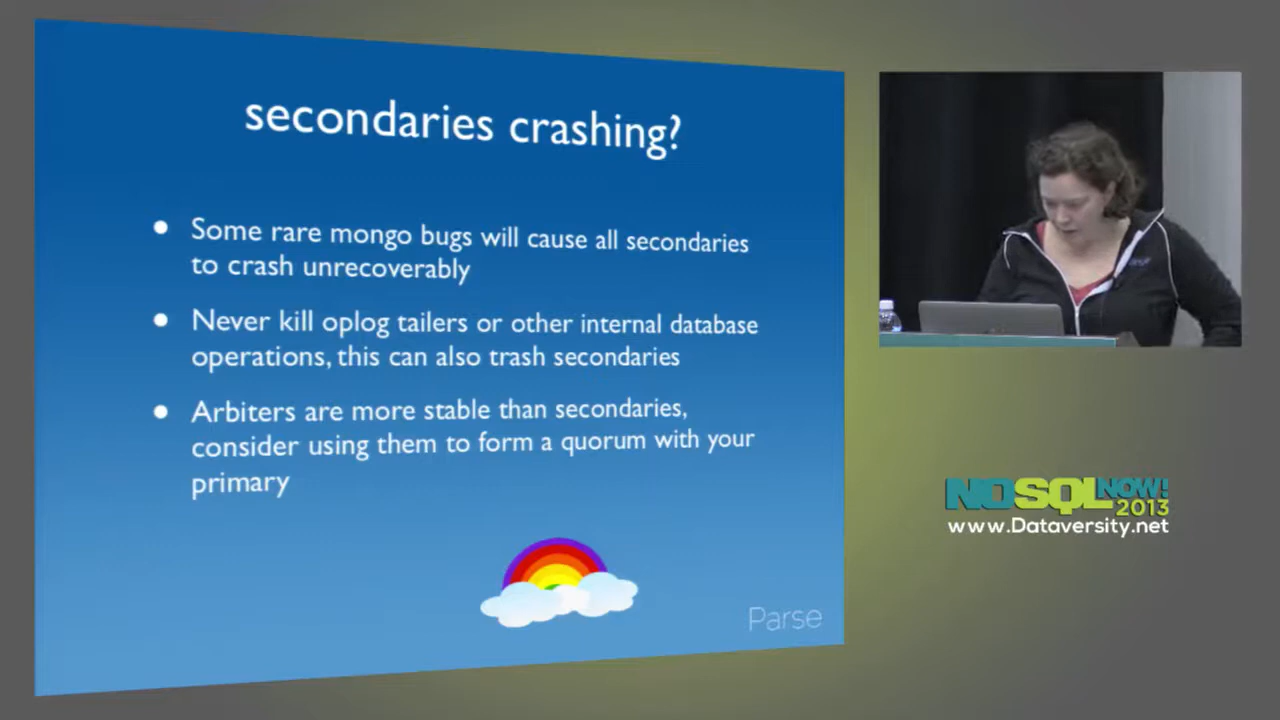 secondaries crashing?
Some rare mongo bugs will cause all secondaries
to crash unrecoverably
Never kill oplog tailers or other internal database
operations, this can also trash secondaries
Arbiters are more stable than secondaries,
consider using them to form a quorum with your
primary
Parse
NOSQL NOW!
2013
www.Dataversity.net